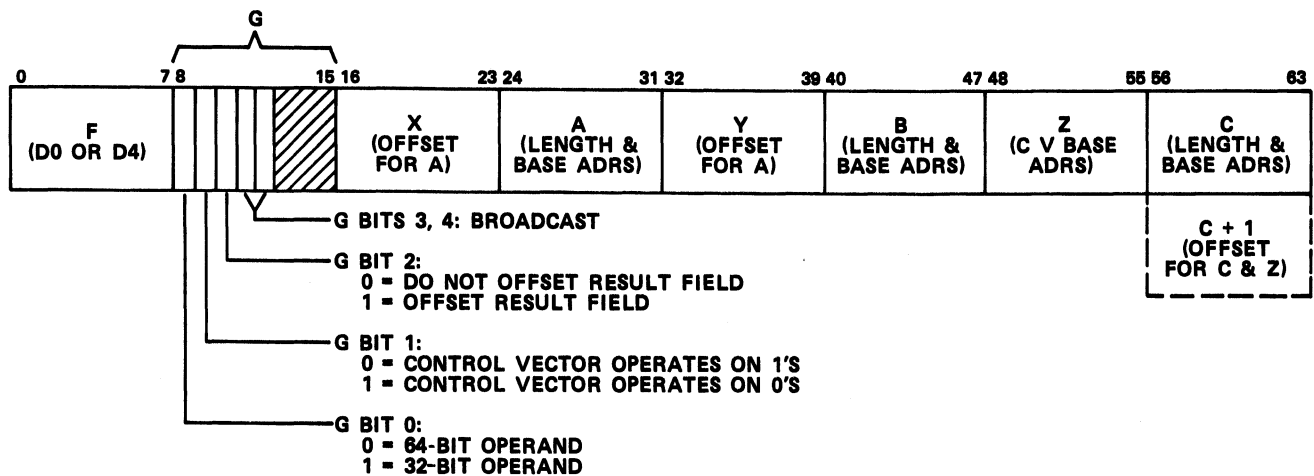 G
0 7 8 15 16 23 24 31 32 39 40 47 48 55 56 63
F
(D0 OR D4)
X
(OFFSET
FOR A)
A
(LENGTH &
BASE ADRS)
Y
(OFFSET
FOR A)
B
(LENGTH &
BASE ADRS)
Z
(C V BASE
ADRS)
C
(LENGTH &
BASE ADRS)
C + 1
(OFFSET
FOR C & Z)
G BITS 3, 4: BROADCAST
G BIT 2:
0 = DO NOT OFFSET RESULT FIELD
1 = OFFSET RESULT FIELD
G BIT 1:
0 = CONTROL VECTOR OPERATES ON 1'S
1 = CONTROL VECTOR OPERATES ON 0'S
G BIT 0:
0 = 64-BIT OPERAND
1 = 32-BIT OPERAND